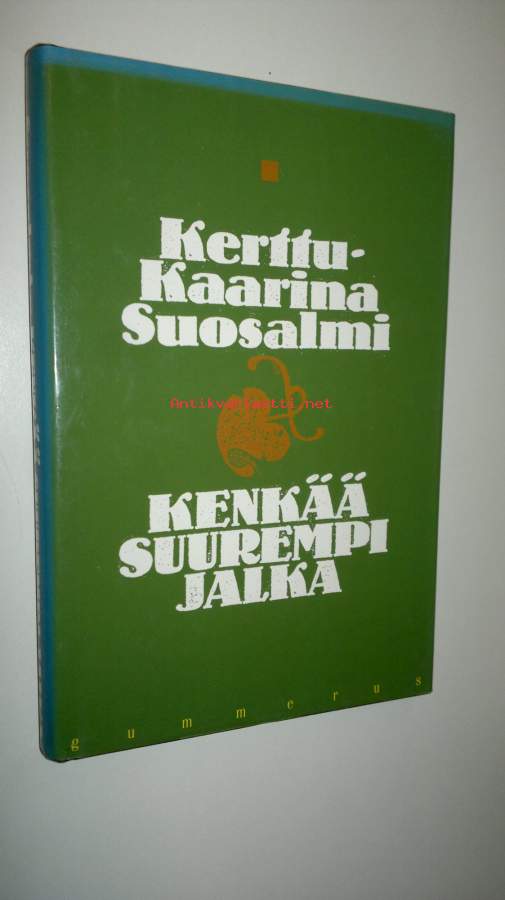 Kerttu-
Kaarina
Suosalmi
Antikvariaatti.net
KENKÄÄ
SUUREMPI
JALKA
gummerus